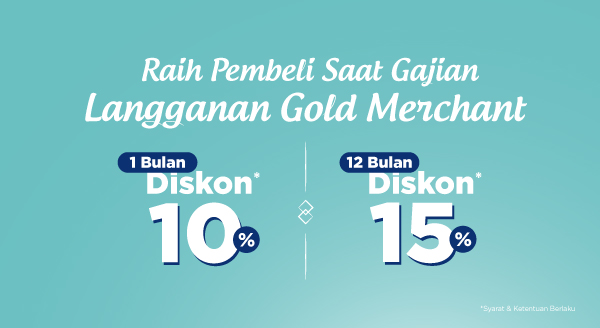 Raih Pembeli Saat Gajian
Langganan Gold Merchant
1 Bulan
Diskon*
10%
12 Bulan
Diskon*
15%
*Syarat & Ketentuan Berlaku